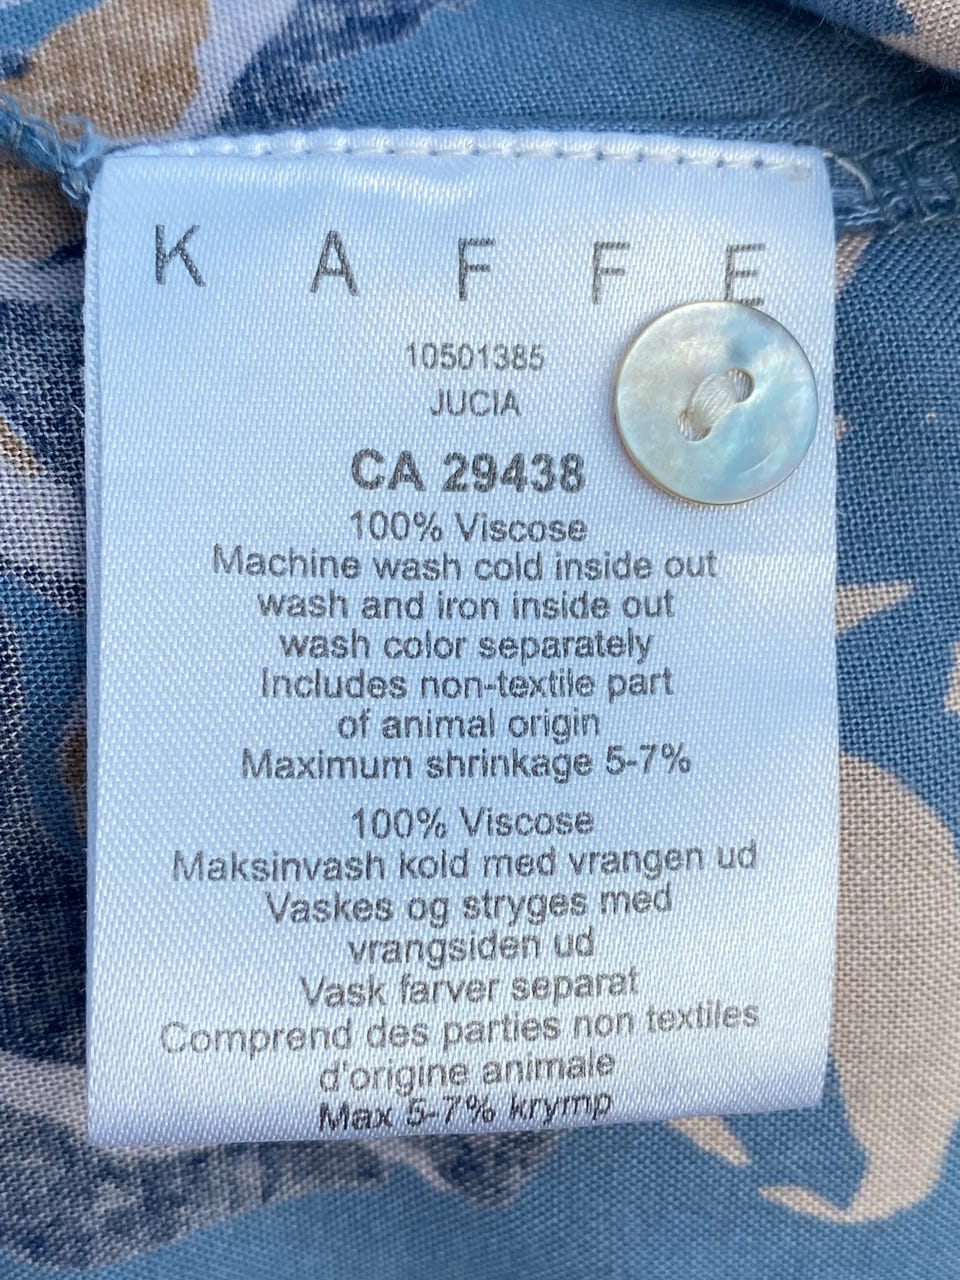 K A F F E
10501385
JUCIA
CA 29438
100% Viscose
Machine wash cold inside out
wash and iron inside out
wash color separately
Includes non-textile part
of animal origin
Maximum shrinkage 5-7%
100% Viscose
Maksinvash kold med vrangen ud
Vaskes og stryges med
vrangsiden ud
Vask farver separat
Comprend des parties non textiles
d'origine animale
Max 5-7% krymp